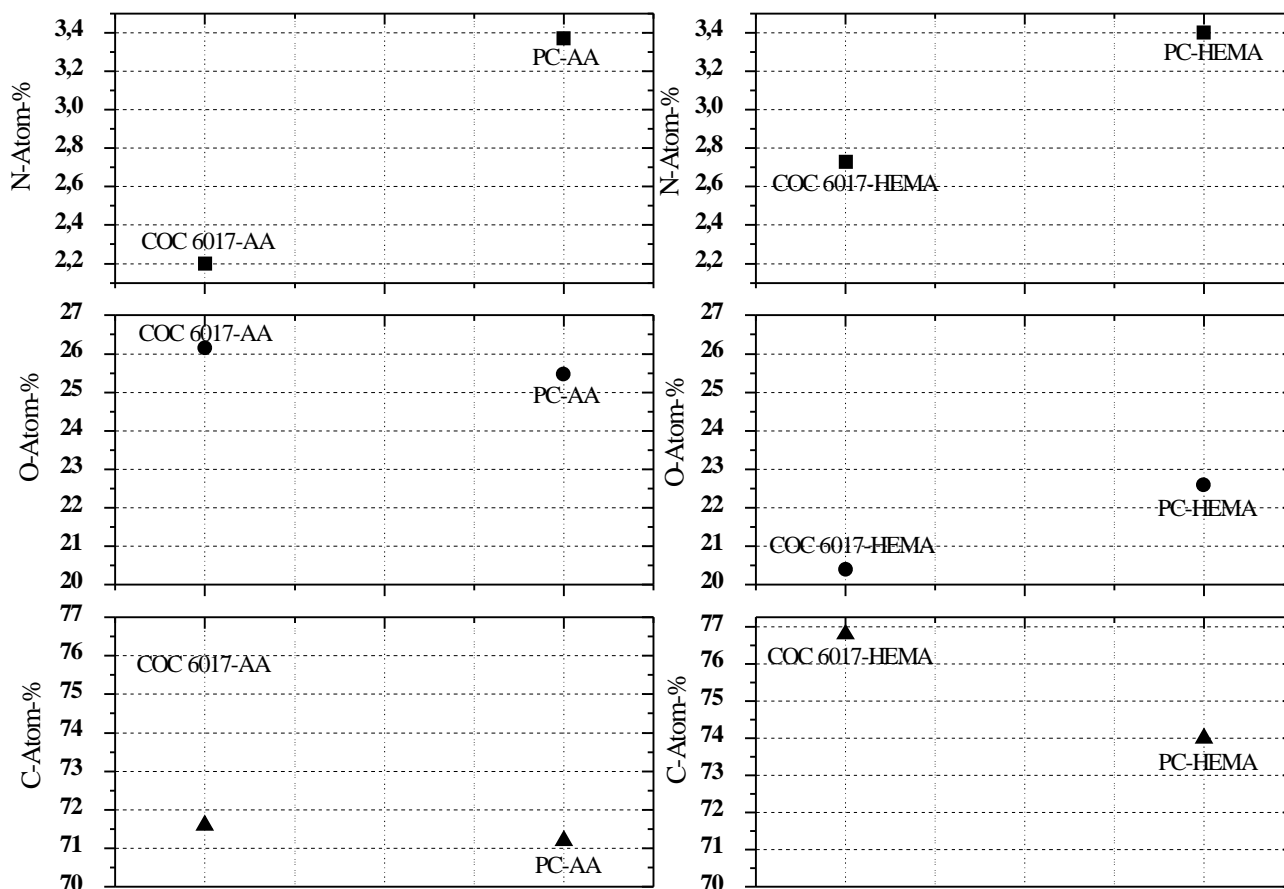 N-Atom-%
3,4
3,2
3,0
2,8
2,6
2,4
2,2
PC-AA
COC 6017-AA
N-Atom-%
3,4
3,2
3,0
2,8
2,6
2,4
2,2
PC-HEMA
COC 6017-HEMA
O-Atom-%
27
26
25
24
23
22
21
20
COC 6017-AA
PC-AA
O-Atom-%
27
26
25
24
23
22
21
20
PC-HEMA
COC 6017-HEMA
C-Atom-%
77
76
75
74
73
72
71
70
COC 6017-AA
PC-AA
C-Atom-%
77
76
75
74
73
72
71
70
COC 6017-HEMA
PC-HEMA